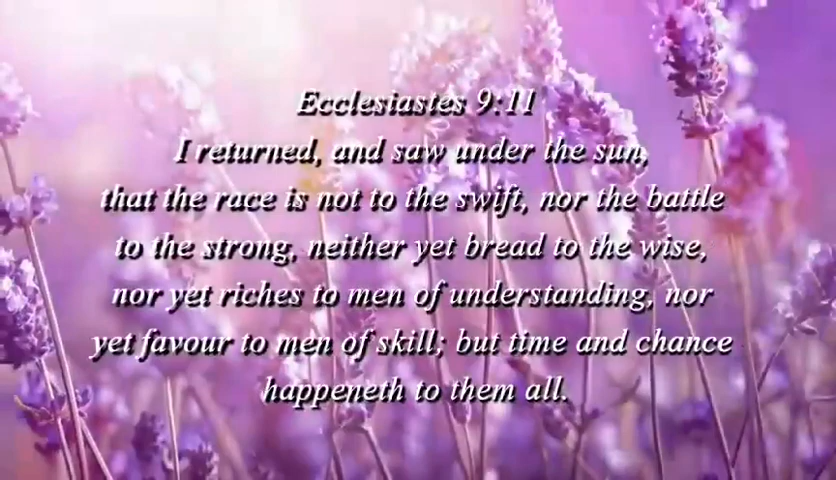 Ecclesiastes 9:11
I returned, and saw under the sun,
that the race is not to the swift, nor the battle
to the strong, neither yet bread to the wise,
nor yet riches to men of understanding, nor
yet favour to men of skill; but time and chance
happeneth to them all.